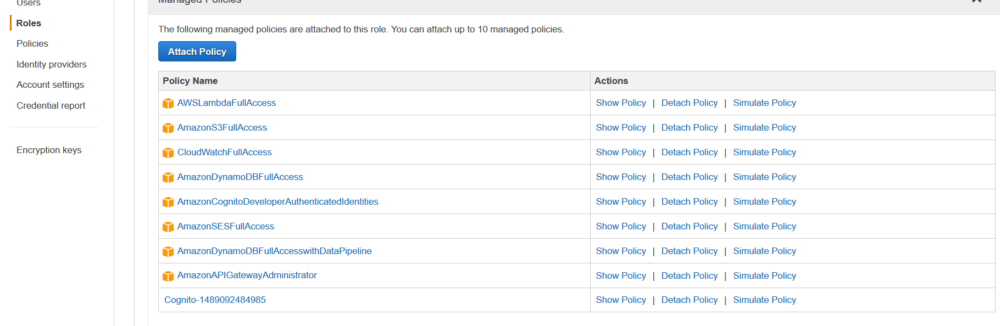 Users
Roles
Policies
Identity providers
Account settings
Credential report
Encryption keys
Managed Policies
The following managed policies are attached to this role. You can attach up to 10 managed policies.
Attach Policy
Policy Name Actions
AWSLambdaFullAccess Show Policy | Detach Policy | Simulate Policy
AmazonS3FullAccess Show Policy | Detach Policy | Simulate Policy
CloudWatchFullAccess Show Policy | Detach Policy | Simulate Policy
AmazonDynamoDBFullAccess Show Policy | Detach Policy | Simulate Policy
AmazonCognitoDeveloperAuthenticatedIdentities Show Policy | Detach Policy | Simulate Policy
AmazonSESFullAccess Show Policy | Detach Policy | Simulate Policy
AmazonDynamoDBFullAccesswithDataPipeline Show Policy | Detach Policy | Simulate Policy
AmazonAPIGatewayAdministrator Show Policy | Detach Policy | Simulate Policy
Cognito-1489092484985 Show Policy | Detach Policy | Simulate Policy